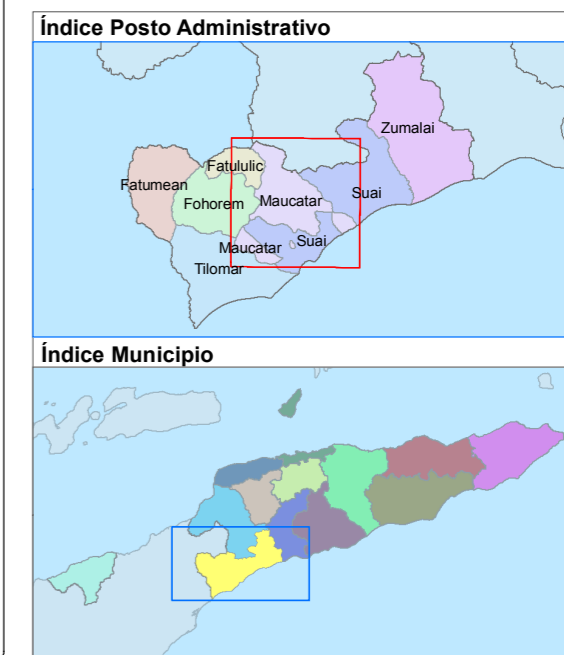 Índice Posto Administrativo
Zumalai
Fatululic
Fatumean
Suai
Fohorem
Maucatar
Suai
Maucatar
Tilomar
Índice Municipio